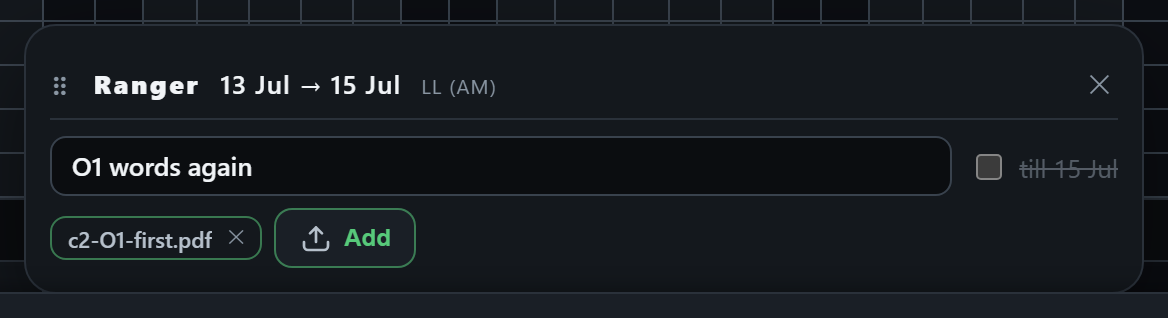 Ranger 13 Jul → 15 Jul LL (AM)
O1 words again till 15 Jul
c2-O1-first.pdf Add